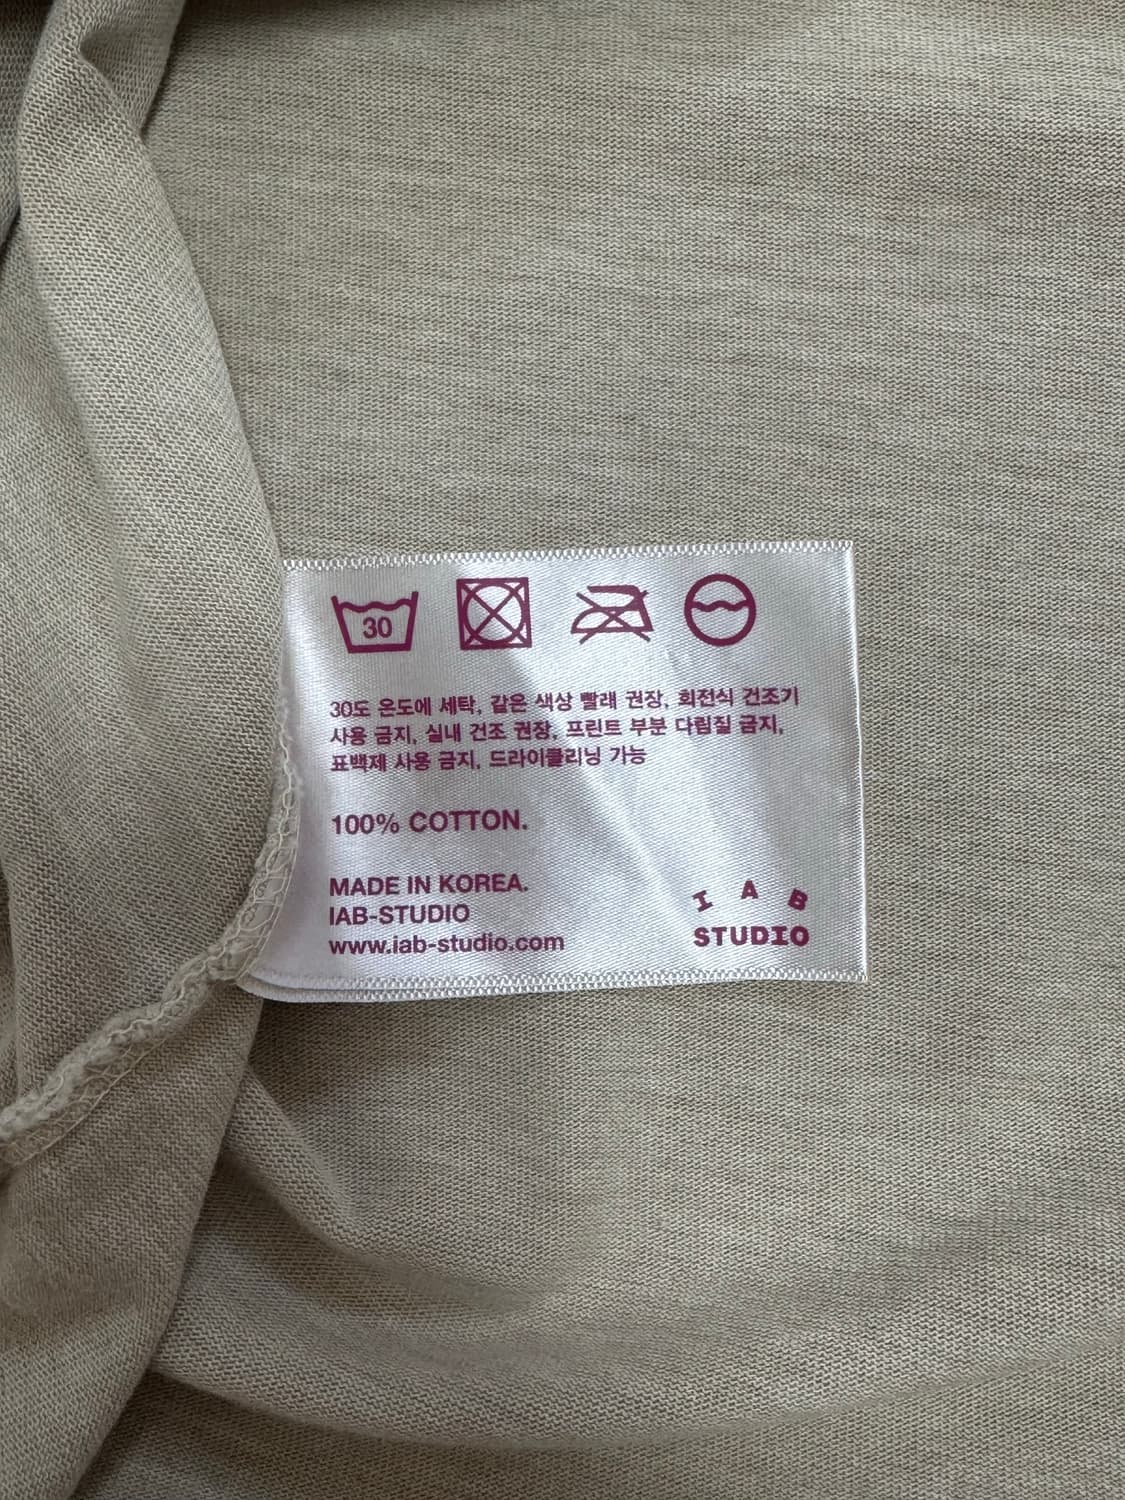 30
30도 온도에 세탁, 같은 색상 빨래 권장, 회전식 건조기
사용 금지, 실내 건조 권장, 프린트 부분 다림질 금지,
표백제 사용 금지, 드라이클리닝 가능
100% COTTON.
MADE IN KOREA.
IAB-STUDIO
www.iab-studio.com
I A B
STUDIO